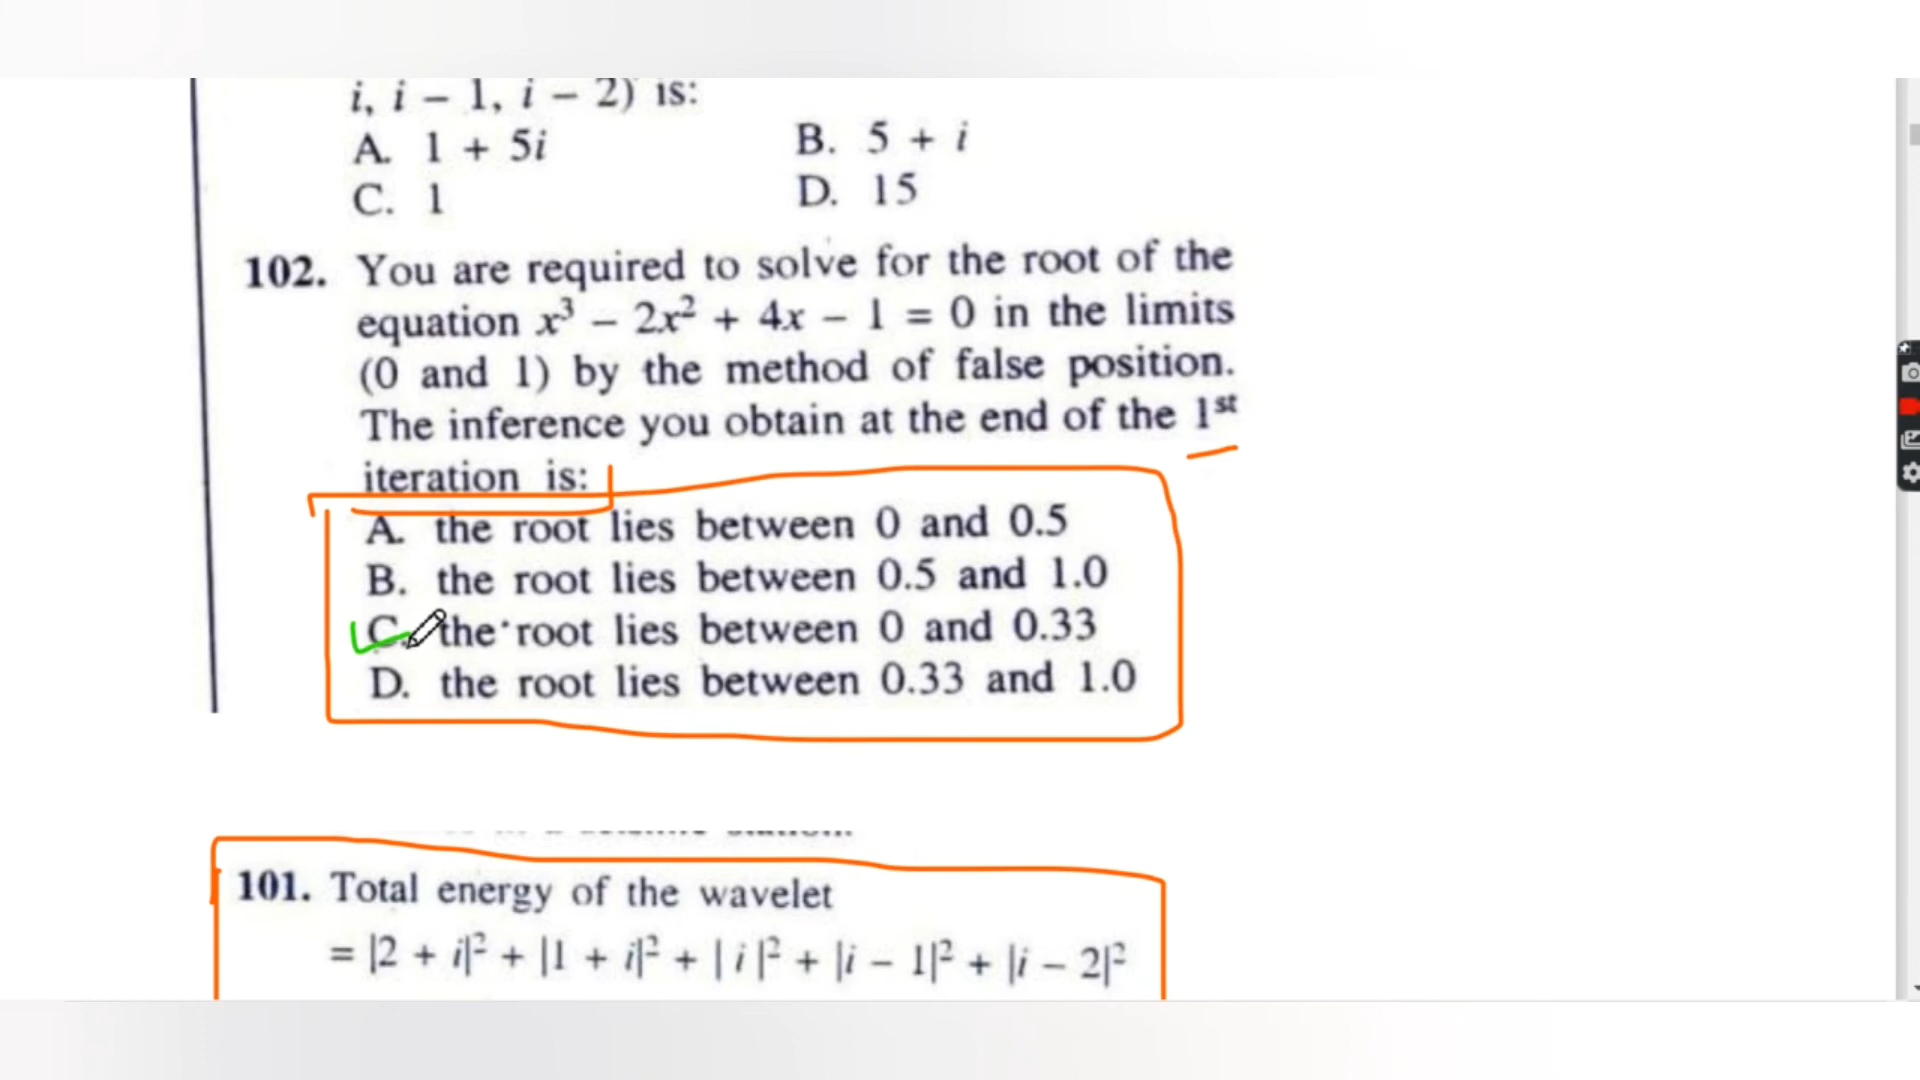 i, i – 1, i – 2) is:
A. 1 + 5i B. 5 + i
C. 1 D. 15
102. You are required to solve for the root of the
equation x³ – 2x² + 4x – 1 = 0 in the limits
(0 and 1) by the method of false position.
The inference you obtain at the end of the 1ˢᵗ
iteration is:
A. the root lies between 0 and 0.5
B. the root lies between 0.5 and 1.0
C. the root lies between 0 and 0.33
D. the root lies between 0.33 and 1.0
101. Total energy of the wavelet
= |2 + i|² + |1 + i|² + | i |² + |i – 1|² + |i – 2|²